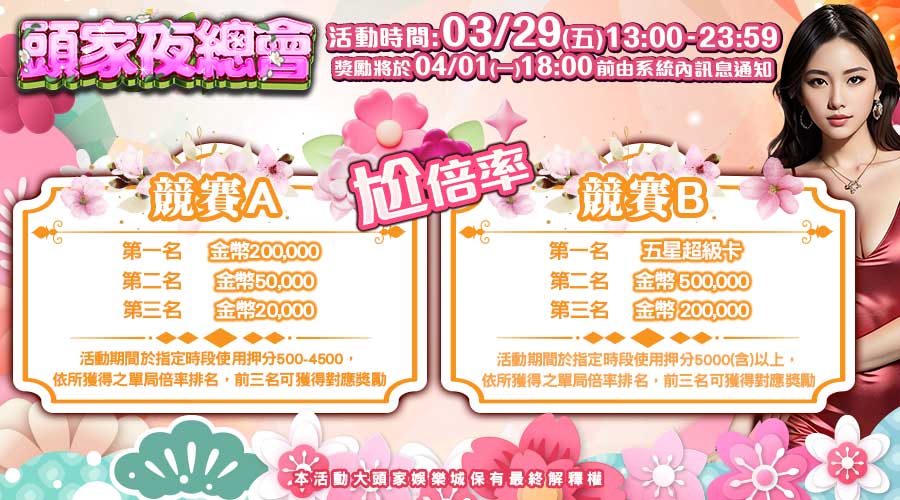 頭家夜總會
活動時間:03/29(五)13:00-23:59
獎勵將於04/01(一)18:00前由系統內訊息通知
尬倍率
競賽A
第一名 金幣200,000
第二名 金幣50,000
第三名 金幣20,000
活動期間於指定時段使用押分500-4500,
依所獲得之單局倍率排名,前三名可獲得對應獎勵
競賽B
第一名 五星超級卡
第二名 金幣 500,000
第三名 金幣 200,000
活動期間於指定時段使用押分5000(含)以上,
依所獲得之單局倍率排名,前三名可獲得對應獎勵
本活動大頭家娛樂城保有最終解釋權